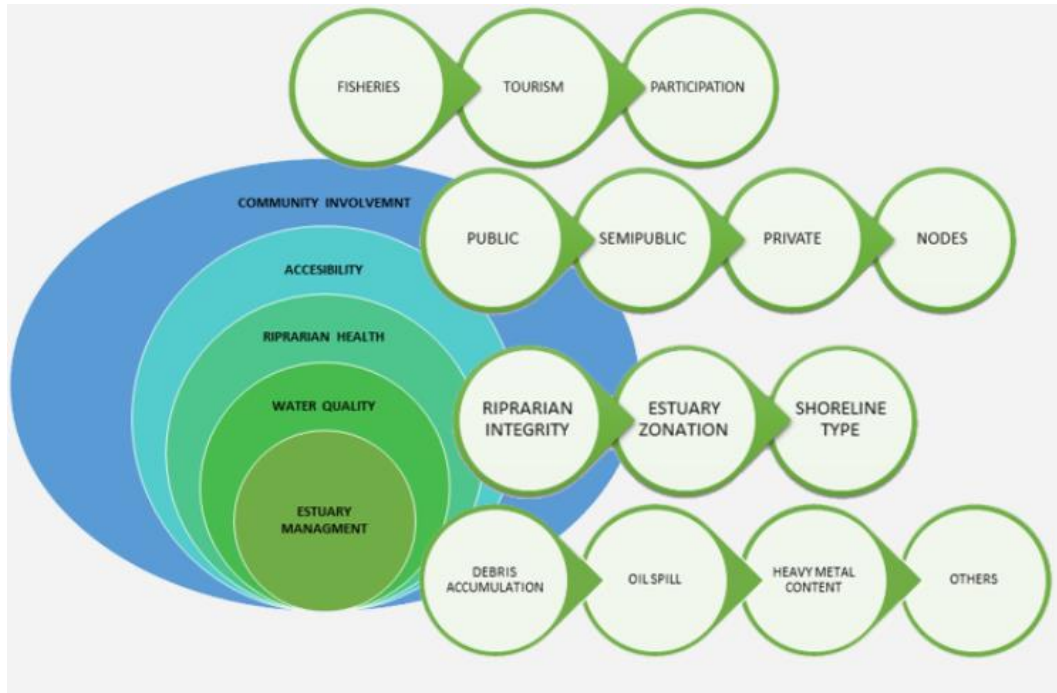 FISHERIES
TOURISM
PARTICIPATION
COMMUNITY INVOLVEMNT
PUBLIC
SEMIPUBLIC
PRIVATE
NODES
ACCESIBILITY
RIPRARIAN HEALTH
RIPRARIAN
INTEGRITY
ESTUARY
ZONATION
SHORELINE
TYPE
WATER QUALITY
ESTUARY
MANAGMENT
DEBRIS
ACCUMULATION
OIL SPILL
HEAVY METAL
CONTENT
OTHERS